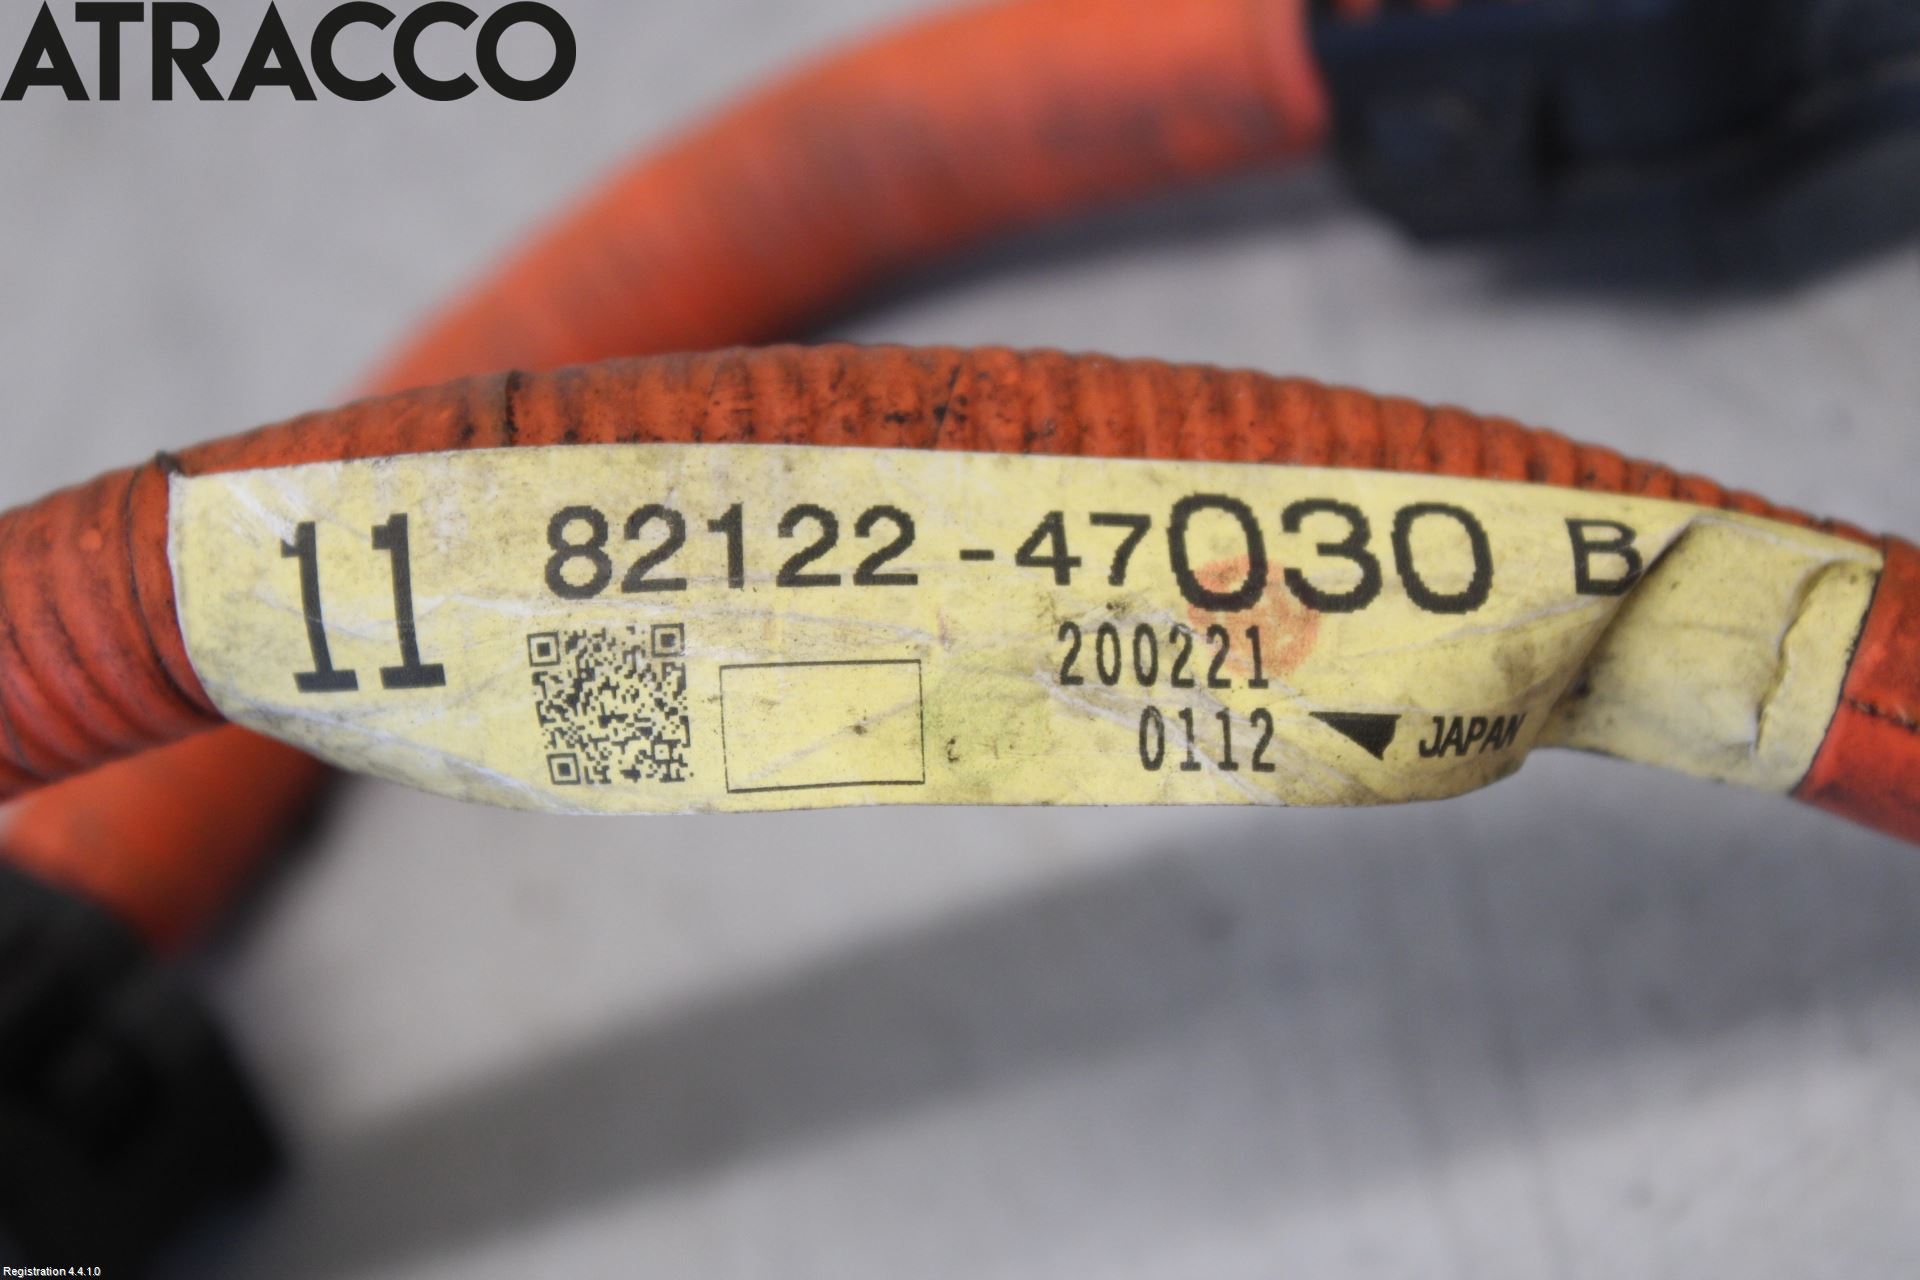 ATRACCO
11 82122-47030 B
200221
0112 JAPAN
Registration 4.4.1.0